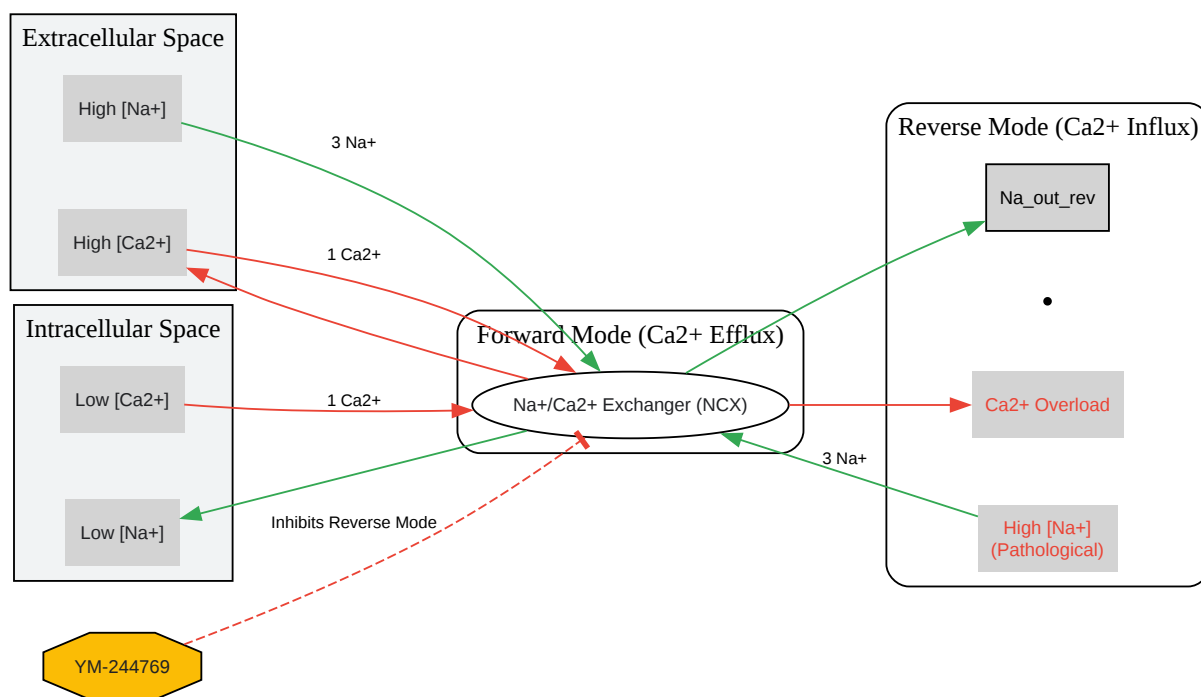 Extracellular Space
High [Na+]
3 Na+
High [Ca2+]
1 Ca2+
Intracellular Space
Low [Ca2+]
1 Ca2+
Low [Na+]
Inhibits Reverse Mode
YM-244769
Forward Mode (Ca2+ Efflux)
Na+/Ca2+ Exchanger (NCX)
Reverse Mode (Ca2+ Influx)
Na_out_rev
Ca2+ Overload
3 Na+
High [Na+]
(Pathological)